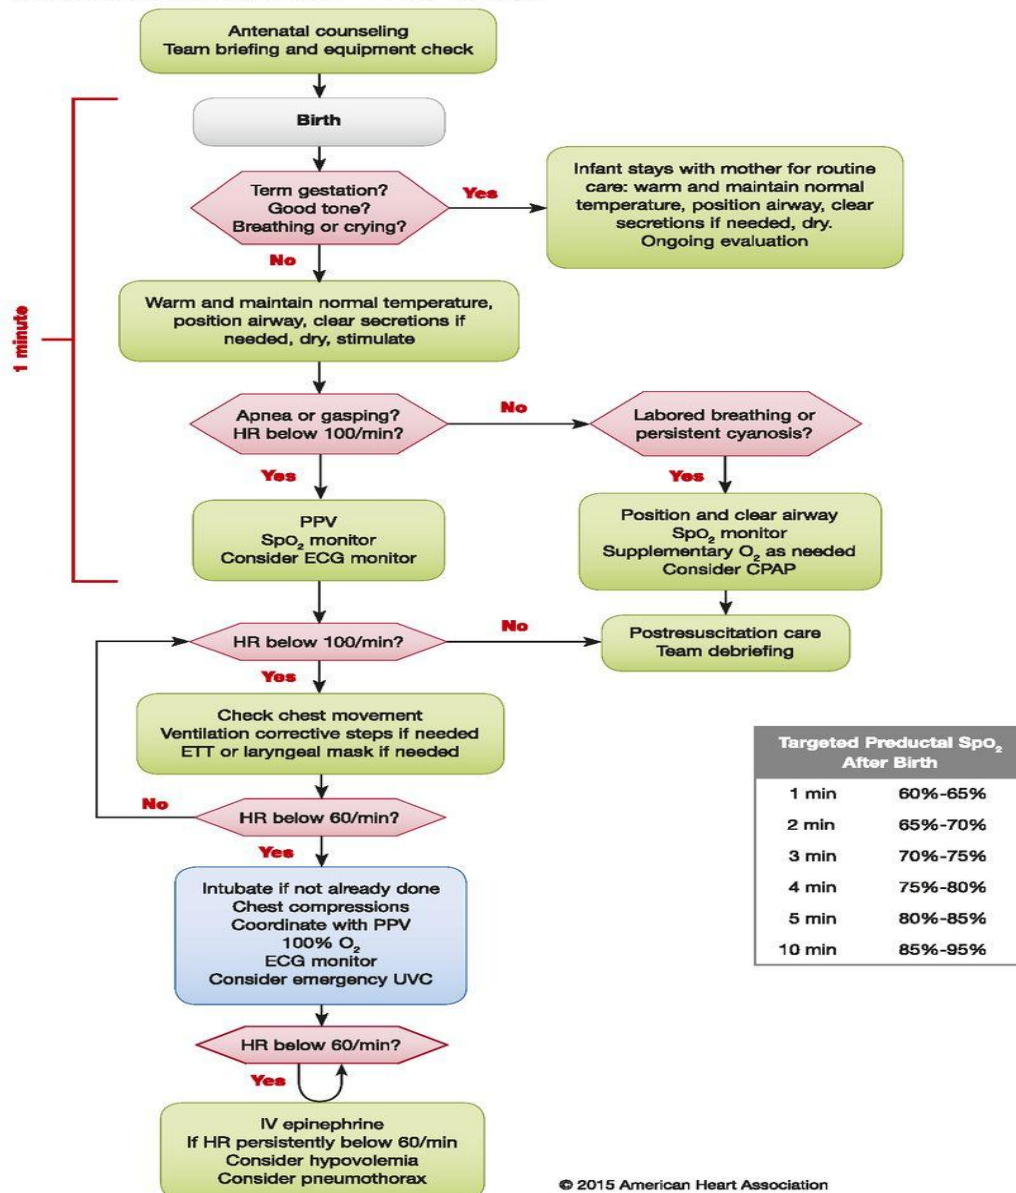 Antenatal counseling
Team briefing and equipment check
Birth
Term gestation?
Good tone?
Breathing or crying?
Yes
Infant stays with mother for routine
care: warm and maintain normal
temperature, position airway, clear
secretions if needed, dry.
Ongoing evaluation
No
1 minute
Warm and maintain normal temperature,
position airway, clear secretions if
needed, dry, stimulate
Apnea or gasping?
HR below 100/min?
No
Labored breathing or
persistent cyanosis?
Yes
Yes
PPV
SpO₂ monitor
Consider ECG monitor
Position and clear airway
SpO₂ monitor
Supplementary O₂ as needed
Consider CPAP
HR below 100/min?
No
Postresuscitation care
Team debriefing
Yes
Check chest movement
Ventilation corrective steps if needed
ETT or laryngeal mask if needed
No
HR below 60/min?
Yes
Intubate if not already done
Chest compressions
Coordinate with PPV
100% O₂
ECG monitor
Consider emergency UVC
HR below 60/min?
Yes
IV epinephrine
If HR persistently below 60/min
Consider hypovolemia
Consider pneumothorax
Targeted Preductal SpO₂
After Birth
1 min 60%-65%
2 min 65%-70%
3 min 70%-75%
4 min 75%-80%
5 min 80%-85%
10 min 85%-95%
© 2015 American Heart Association